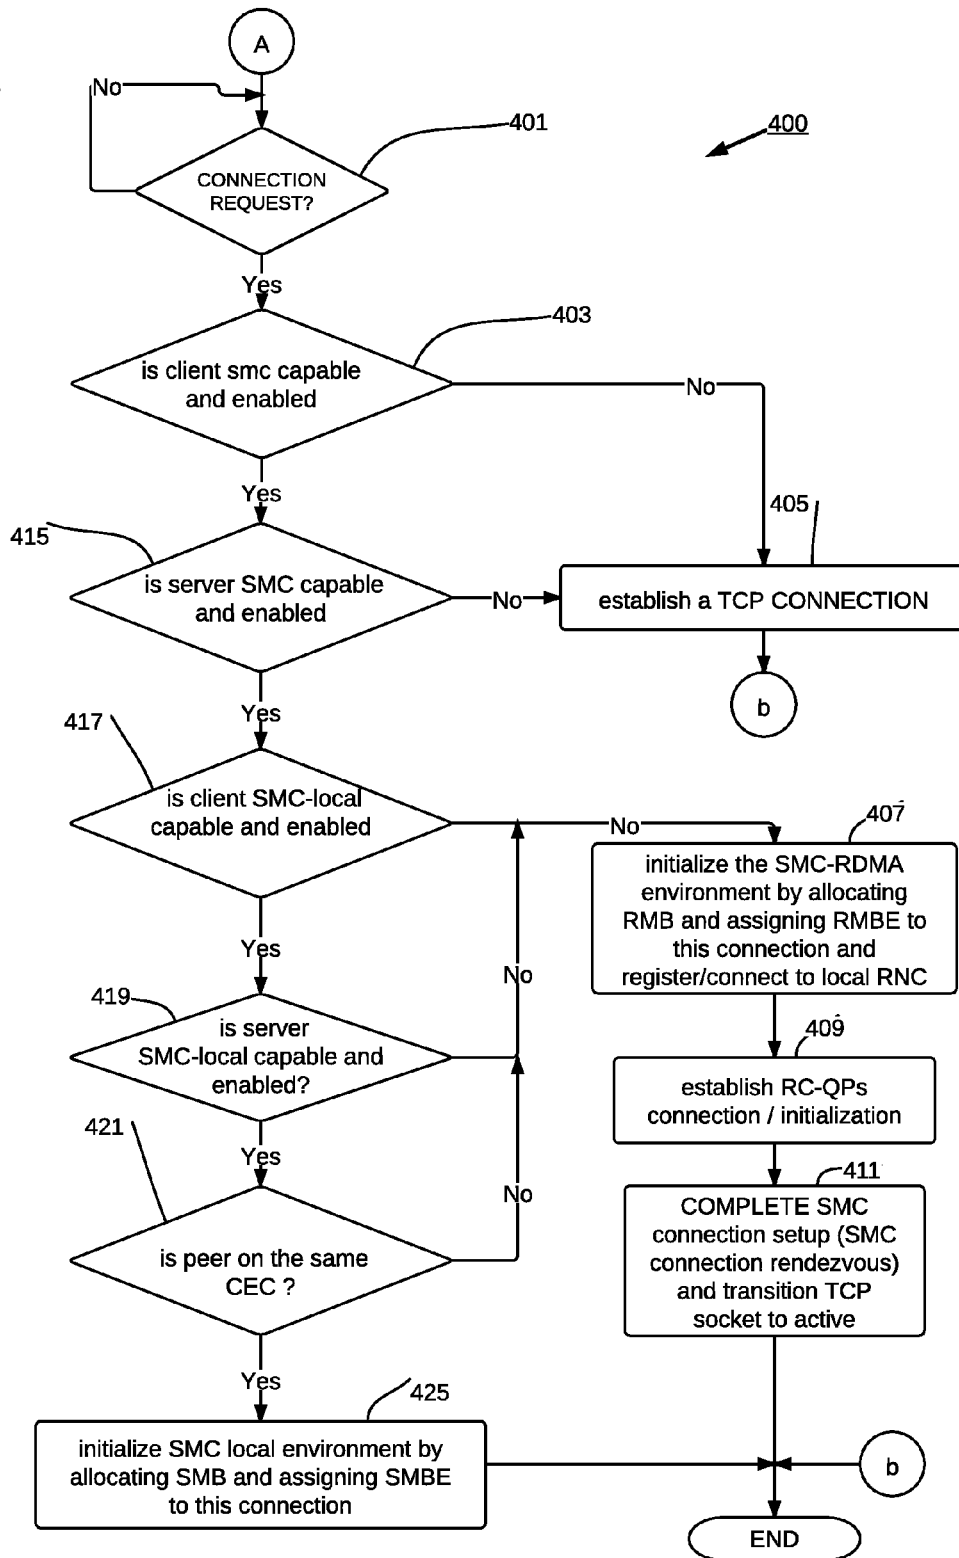 A
No
401
400
CONNECTION
REQUEST?
Yes
403
is client smc capable
and enabled
No
Yes
405
415
is server SMC capable
and enabled
No
establish a TCP CONNECTION
b
Yes
417
is client SMC-local
capable and enabled
No
407
initialize the SMC-RDMA
environment by allocating
RMB and assigning RMBE to
this connection and
register/connect to local RNC
Yes
No
419
is server
SMC-local capable and
enabled?
409
establish RC-QPs
connection / initialization
421
Yes
No
411
COMPLETE SMC
connection setup (SMC
connection rendezvous)
and transition TCP
socket to active
is peer on the same
CEC ?
Yes
425
initialize SMC local environment by
allocating SMB and assigning SMBE
to this connection
b
END